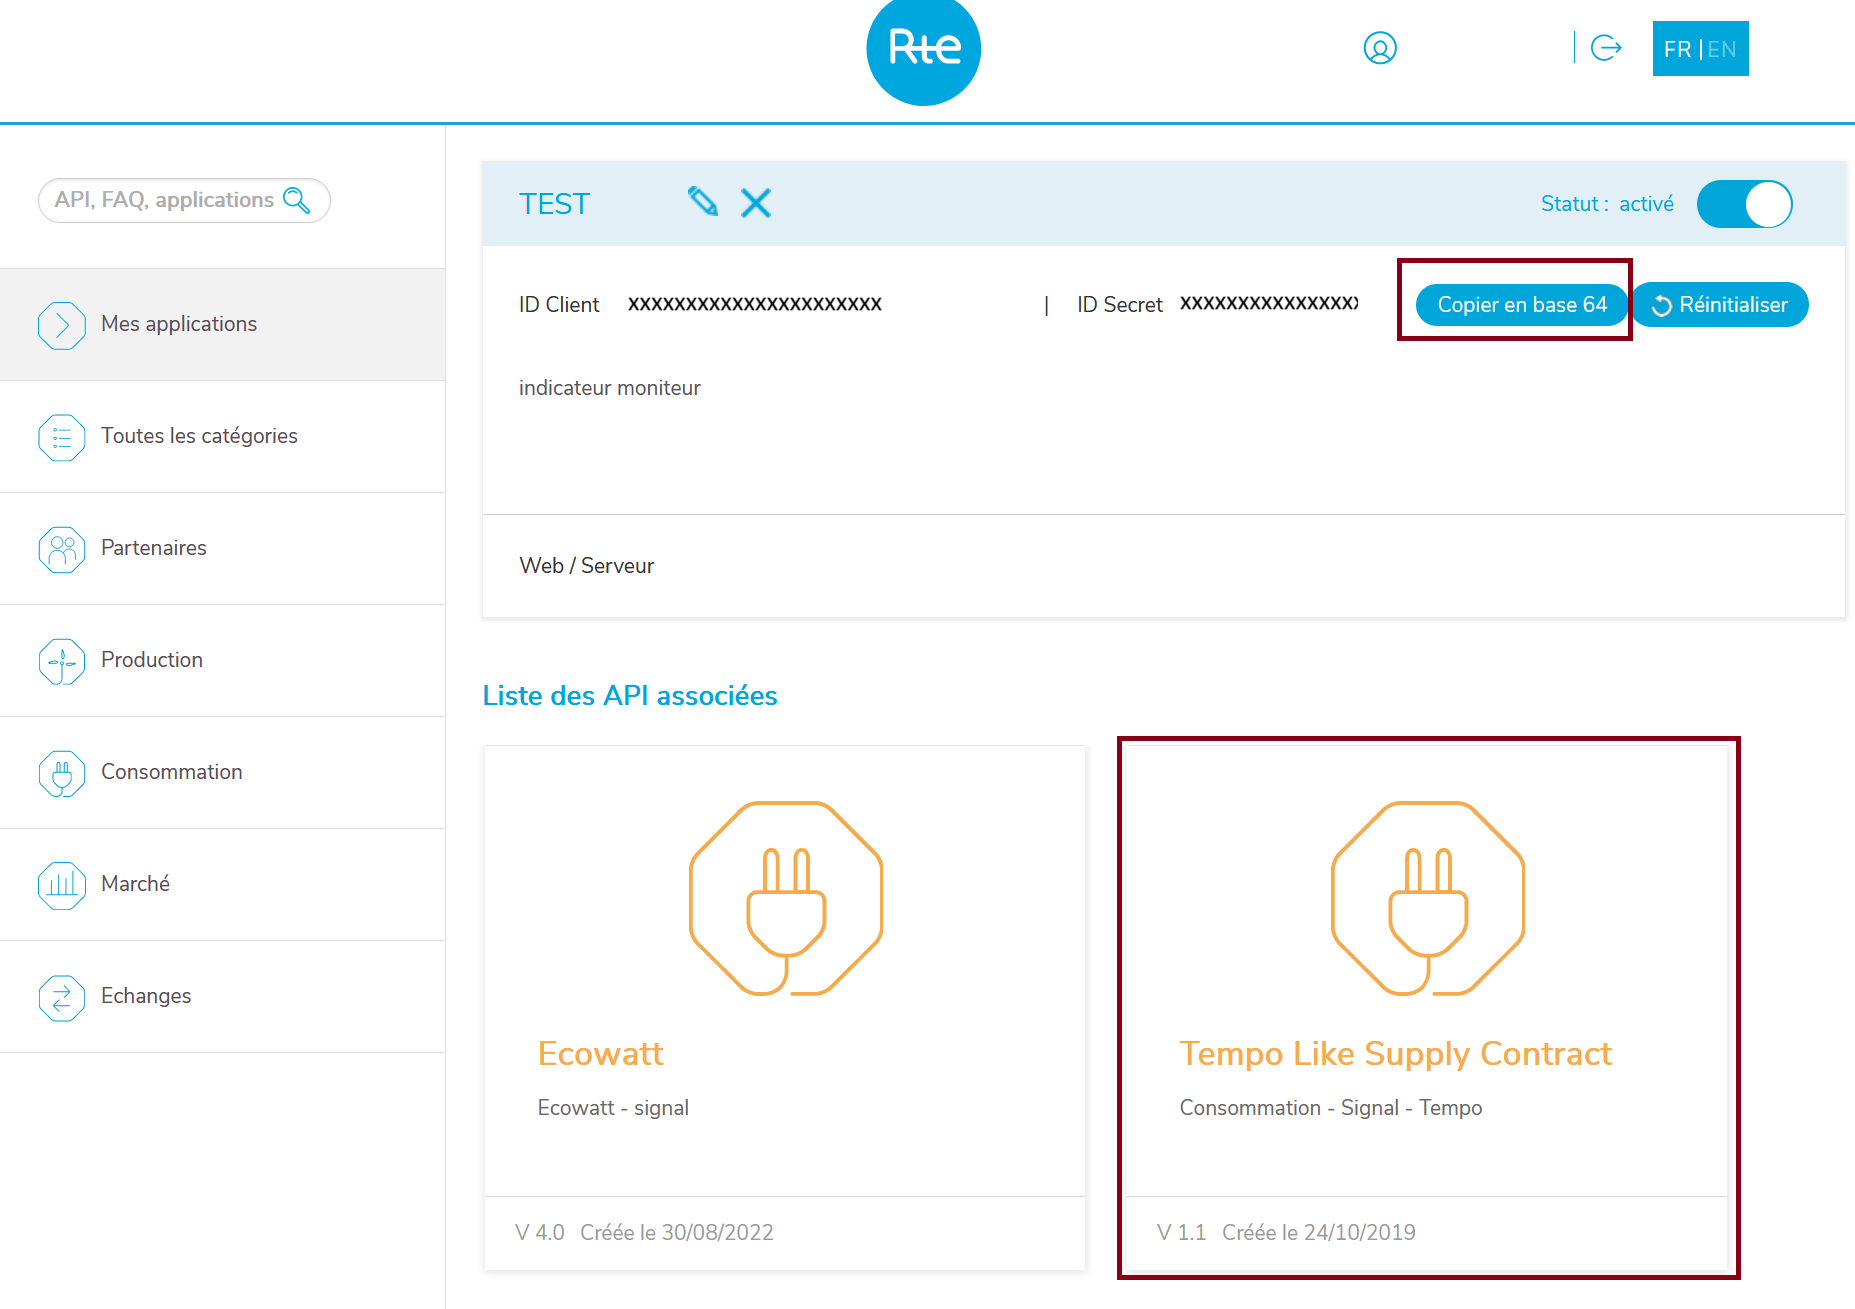 Rte
FR | EN
API, FAQ, applications
Mes applications
Toutes les catégories
Partenaires
Production
Consommation
Marché
Echanges
TEST
Statut : activé
ID Client xxxxxxxxxxxxxxxxxxxxxx | ID Secret xxxxxxxxxxxxxxx Copier en base 64 Réinitialiser
indicateur moniteur
Web / Serveur
Liste des API associées
Ecowatt
Ecowatt - signal
V 4.0 Créée le 30/08/2022
Tempo Like Supply Contract
Consommation - Signal - Tempo
V 1.1 Créée le 24/10/2019